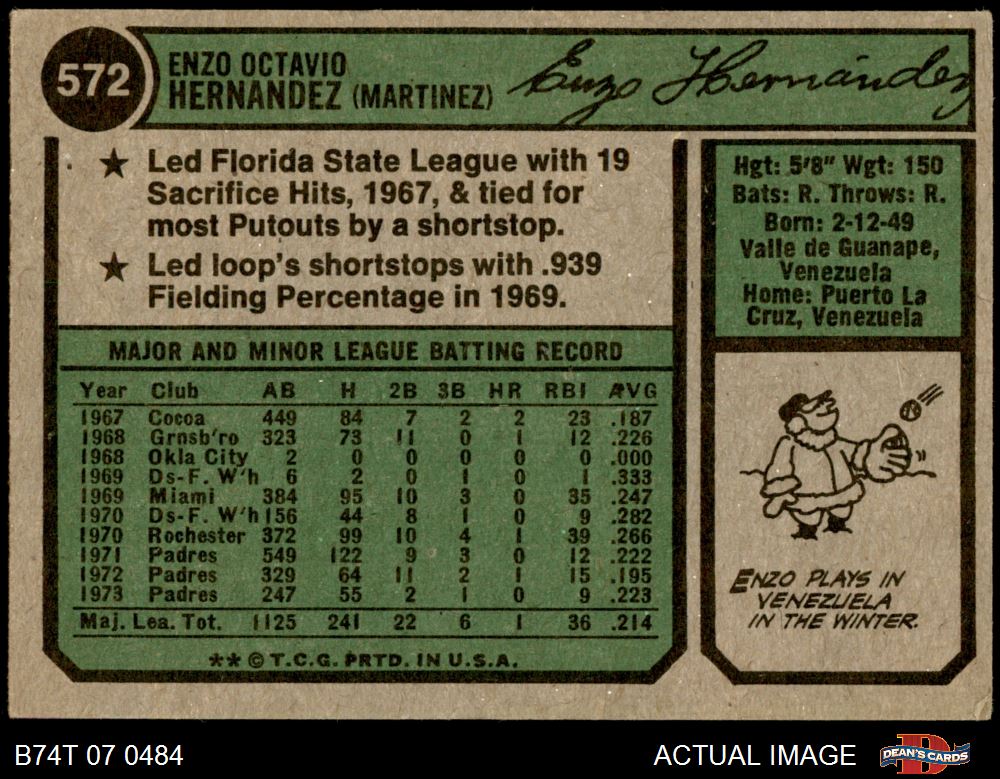 572
ENZO OCTAVIO
HERNANDEZ (MARTINEZ)
Enzo Hernández
★ Led Florida State League with 19
Sacrifice Hits, 1967, & tied for
most Putouts by a shortstop.
★ Led loop's shortstops with .939
Fielding Percentage in 1969.
Hgt: 5'8" Wgt: 150
Bats: R. Throws: R.
Born: 2-12-49
Valle de Guanape,
Venezuela
Home: Puerto La
Cruz, Venezuela
MAJOR AND MINOR LEAGUE BATTING RECORD
Year Club AB H 2B 3B HR RBI AVG
1967 Cocoa 449 84 7 2 2 23 .187
1968 Grnsb'ro 323 73 11 0 1 12 .226
1968 Okla City 2 0 0 0 0 0 .000
1969 Ds-F. W'h 6 2 0 1 0 1 .333
1969 Miami 384 95 10 3 0 35 .247
1970 Ds-F. W'h 156 44 8 1 0 9 .282
1970 Rochester 372 99 10 4 1 39 .266
1971 Padres 549 122 9 3 0 12 .222
1972 Padres 329 64 11 2 1 15 .195
1973 Padres 247 55 2 1 0 9 .223
Maj. Lea. Tot. 1125 241 22 6 1 36 .214
** © T.C.G. PRTD. IN U.S.A.
ENZO PLAYS IN
VENEZUELA
IN THE WINTER.
B74T 07 0484
ACTUAL IMAGE
D
DEAN'S CARDS